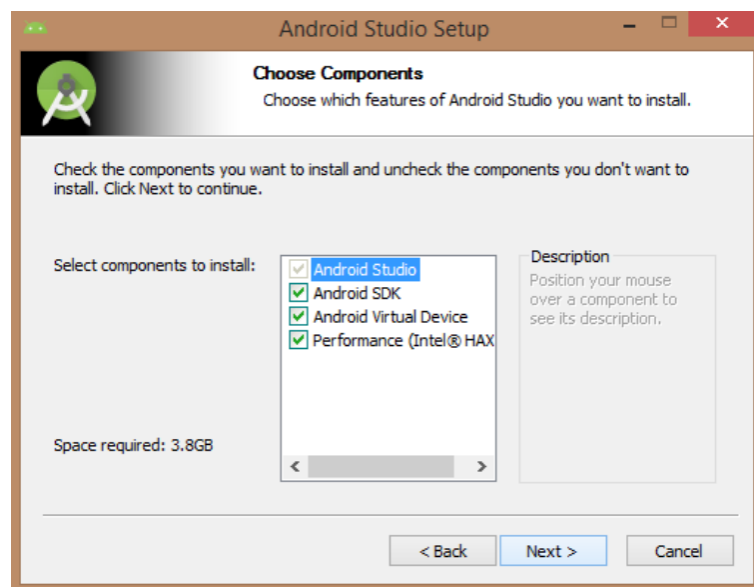 Android Studio Setup
Choose Components
Choose which features of Android Studio you want to install.
Check the components you want to install and uncheck the components you don't want to
install. Click Next to continue.
Select components to install:
Android Studio
Android SDK
Android Virtual Device
Performance (Intel® HAX
Description
Position your mouse
over a component to
see its description.
Space required: 3.8GB
< Back
Next >
Cancel